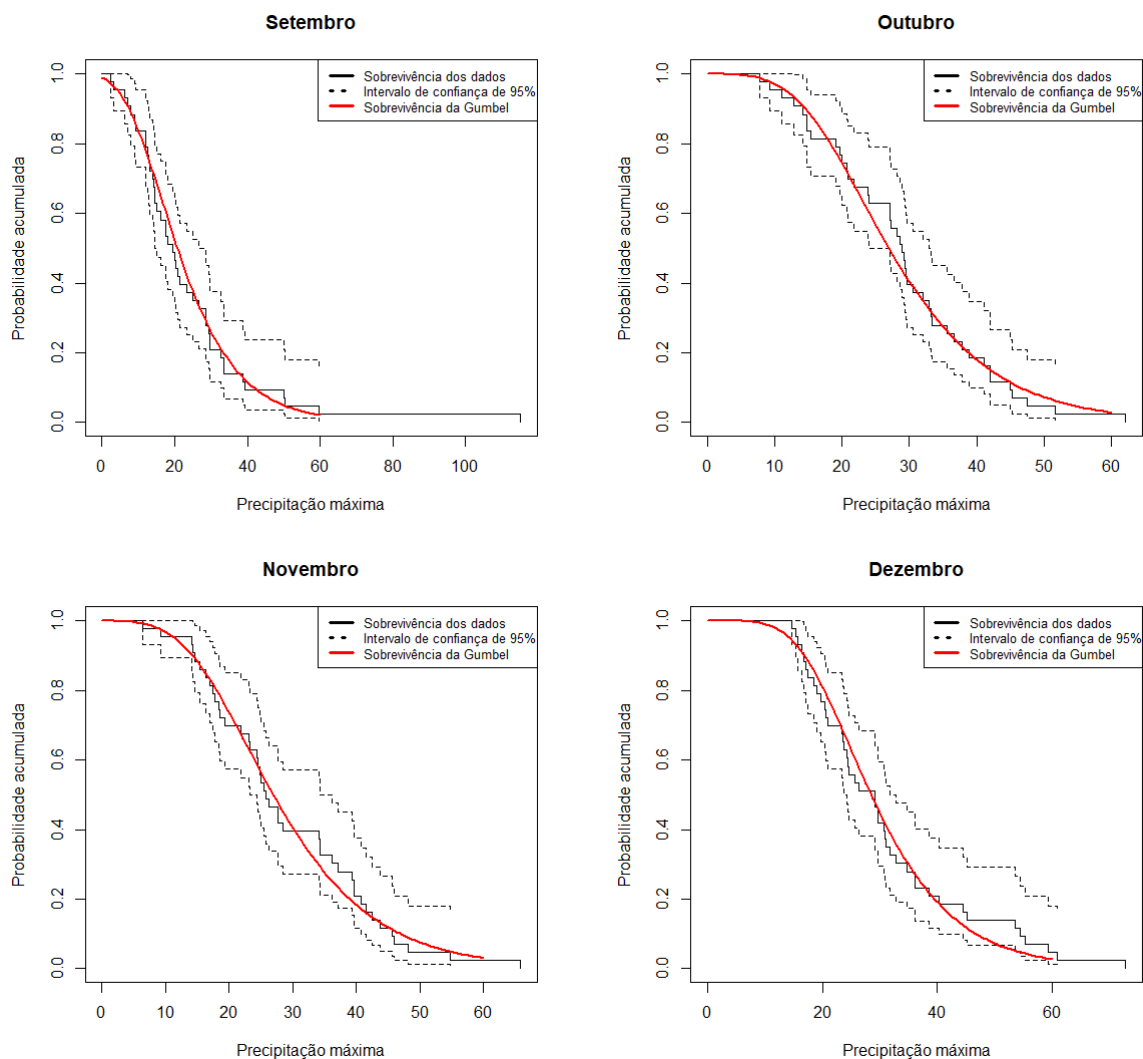 Setembro
Sobrevivência dos dados
Intervalo de confiança de 95%
Sobrevivência da Gumbel
Probabilidade acumulada
0.0 0.2 0.4 0.6 0.8 1.0
0 20 40 60 80 100
Precipitação máxima
Outubro
Sobrevivência dos dados
Intervalo de confiança de 95%
Sobrevivência da Gumbel
Probabilidade acumulada
0.0 0.2 0.4 0.6 0.8 1.0
0 10 20 30 40 50 60
Precipitação máxima
Novembro
Sobrevivência dos dados
Intervalo de confiança de 95%
Sobrevivência da Gumbel
Probabilidade acumulada
0.0 0.2 0.4 0.6 0.8 1.0
0 10 20 30 40 50 60
Precipitação máxima
Dezembro
Sobrevivência dos dados
Intervalo de confiança de 95%
Sobrevivência da Gumbel
Probabilidade acumulada
0.0 0.2 0.4 0.6 0.8 1.0
0 20 40 60
Precipitação máxima